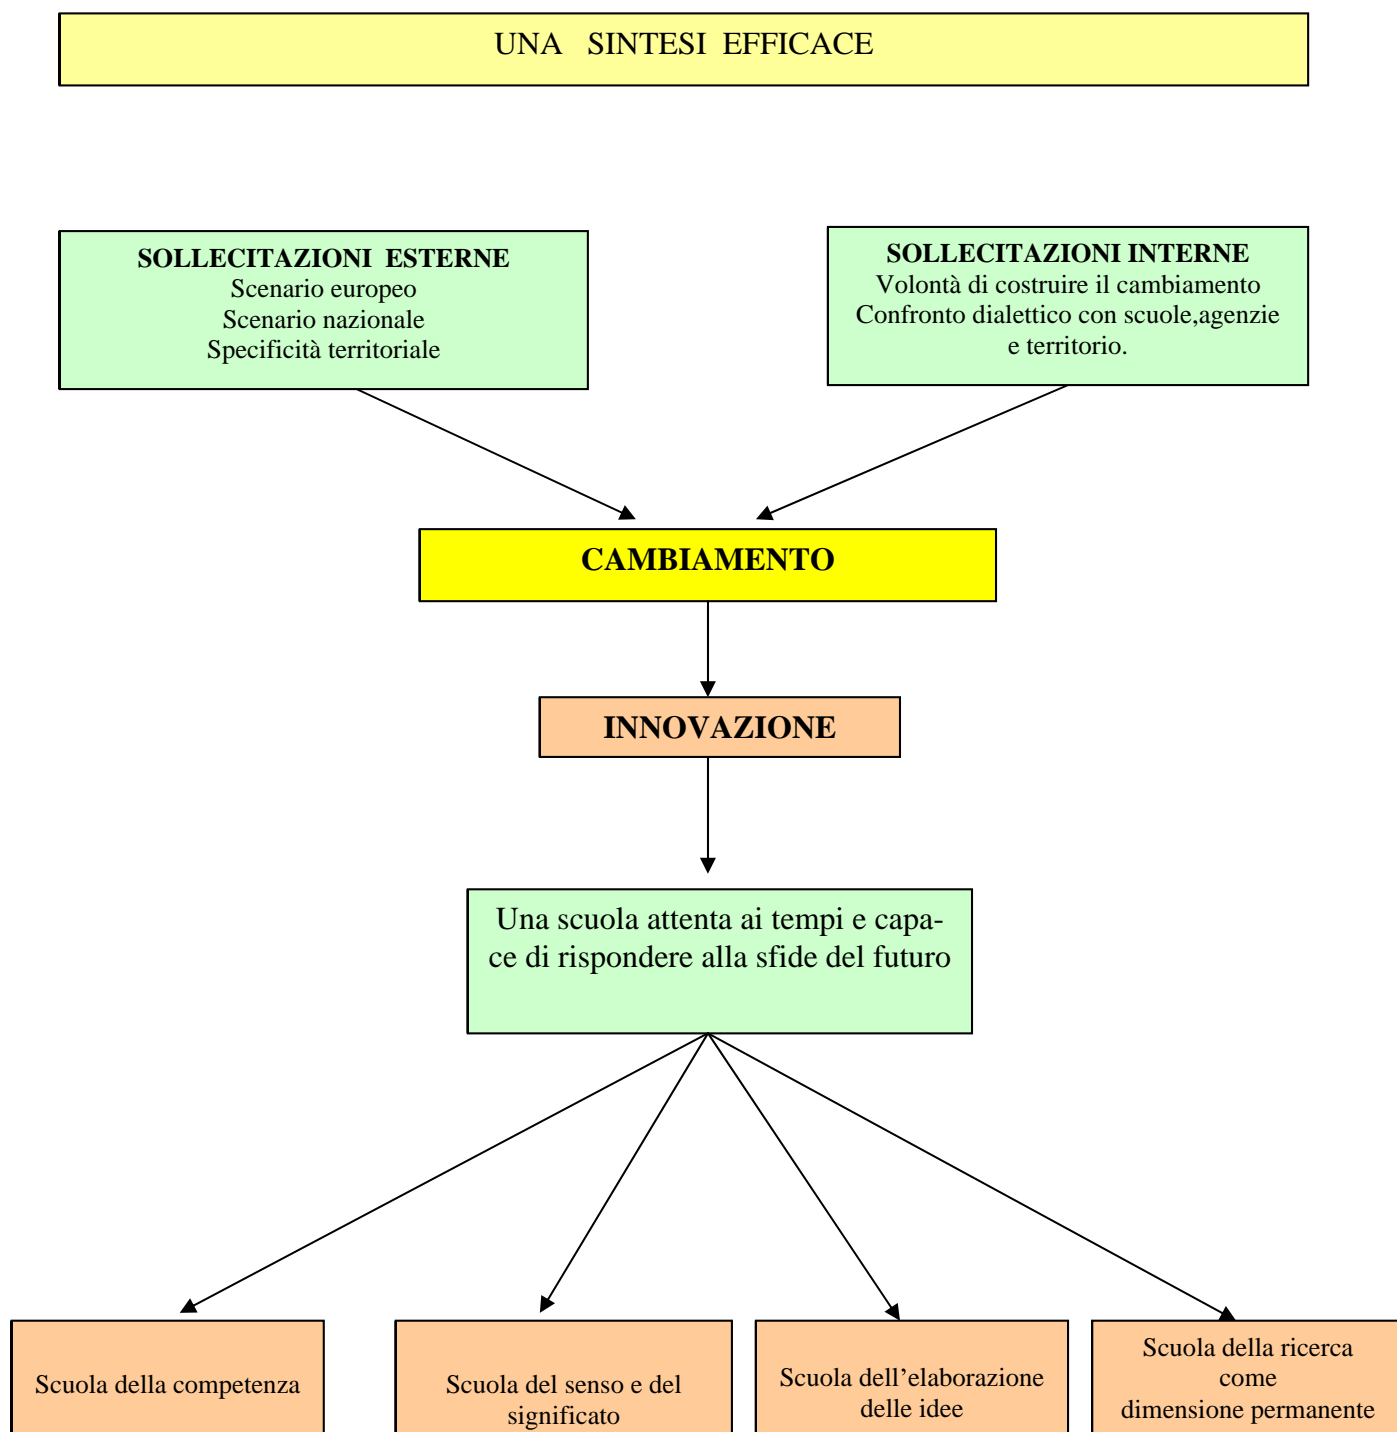 UNA SINTESI EFFICACE
SOLLECITAZIONI ESTERNE
Scenario europeo
Scenario nazionale
Specificità territoriale
SOLLECITAZIONI INTERNE
Volontà di costruire il cambiamento
Confronto dialettico con scuole,agenzie
e territorio.
CAMBIAMENTO
INNOVAZIONE
Una scuola attenta ai tempi e capa-
ce di rispondere alla sfide del futuro
Scuola della competenza
Scuola del senso e del
significato
Scuola dell’elaborazione
delle idee
Scuola della ricerca
come
dimensione permanente